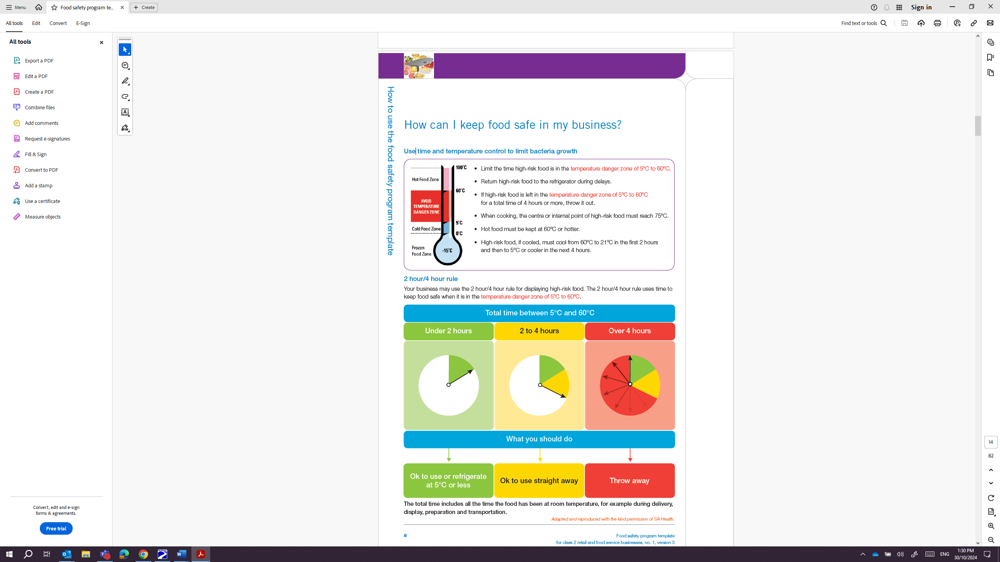 Menu
Food safety program te...
Create
Sign in
All tools
Edit
Convert
E-Sign
Find text or tools
All tools
Export a PDF
Edit a PDF
Create a PDF
Combine files
Add comments
Request e-signatures
Fill & Sign
Convert to PDF
Add a stamp
Use a certificate
Measure objects
Convert, edit and e-sign
forms & agreements.
Free trial
How to use the food safety program template
How can I keep food safe in my business?
Use time and temperature control to limit bacteria growth
100°C
Hot Food Zone
60°C
AVOID
TEMPERATURE
DANGER ZONE
5°C
Cold Food Zone
0°C
Frozen
Food Zone
-15°C
• Limit the time high-risk food is in the temperature danger zone of 5ºC to 60ºC.
• Return high-risk food to the refrigerator during delays.
• If high-risk food is left in the temperature danger zone of 5ºC to 60ºC
for a total time of 4 hours or more, throw it out.
• When cooking, the centre or internal point of high-risk food must reach 75ºC.
• Hot food must be kept at 60ºC or hotter.
• High-risk food, if cooled, must cool from 60ºC to 21ºC in the first 2 hours
and then to 5ºC or cooler in the next 4 hours.
2 hour/4 hour rule
Your business may use the 2 hour/4 hour rule for displaying high-risk food. The 2 hour/4 hour rule uses time to
keep food safe when it is in the temperature danger zone of 5ºC to 60ºC.
Total time between 5°C and 60°C
Under 2 hours
2 to 4 hours
Over 4 hours
What you should do
Ok to use or refrigerate
at 5°C or less
Ok to use straight away
Throw away
The total time includes all the time the food has been at room temperature, for example during delivery,
display, preparation and transportation.
Adapted and reproduced with the kind permission of SA Health.
8
Food safety program template
for class 2 retail and food service businesses, no. 1, version 3
14
82
ENG
1:30 PM
30/10/2024